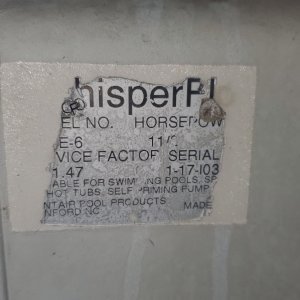 hisperFl
EL NO. HORSEPOW
E-6 11/
VICE FACTOR SERIAL
1.47 1-17-I03
ABLE FOR SWIMMING POOLS, SP
HOT TUBS, SELF PRIMING PUMP
NTAIR POOL PRODUCTS MADE
NFORD NC